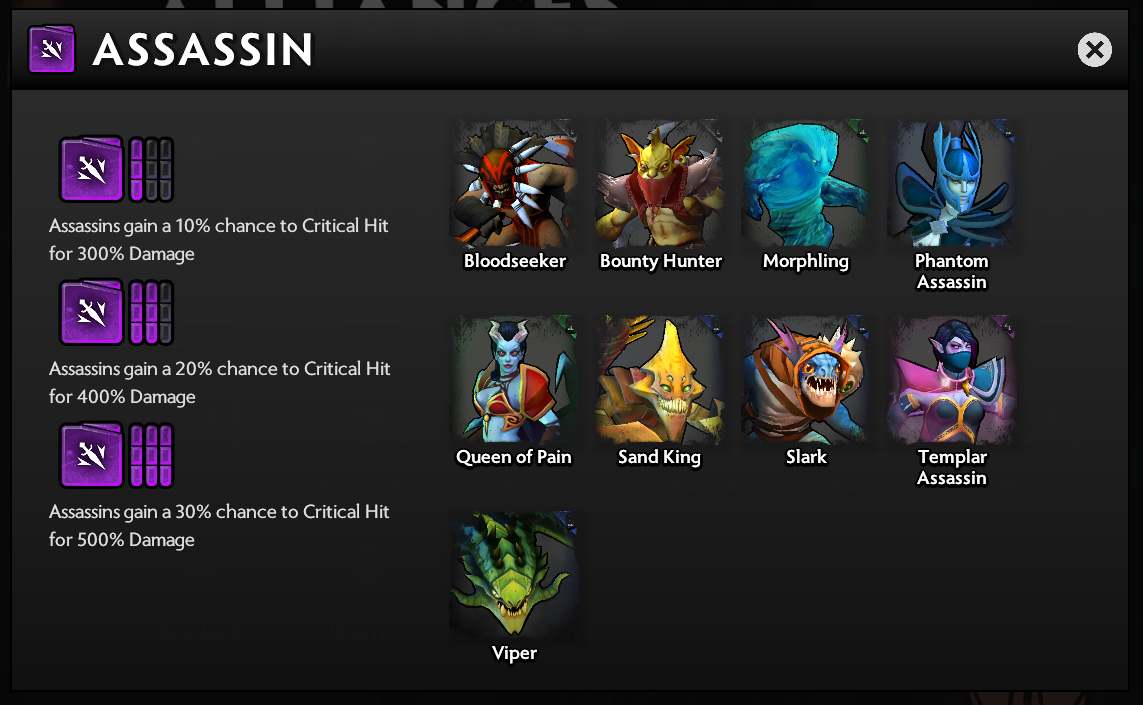 ASSASSIN
Assassins gain a 10% chance to Critical Hit
for 300% Damage
Assassins gain a 20% chance to Critical Hit
for 400% Damage
Assassins gain a 30% chance to Critical Hit
for 500% Damage
Bloodseeker
Bounty Hunter
Morphling
Phantom
Assassin
Queen of Pain
Sand King
Slark
Templar
Assassin
Viper